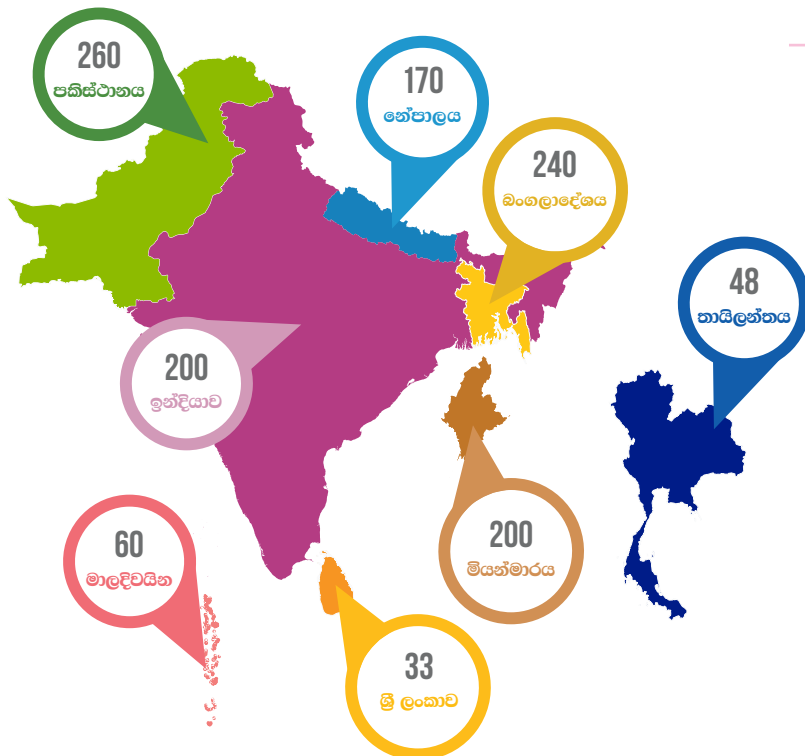 260
පකිස්ථානය
170
නේපාලය
240
බංගලාදේශය
48
තායිලන්තය
200
ඉන්දියාව
200
මියන්මාරය
60
මාලදිවයින
33
ශ්‍රී ලංකාව